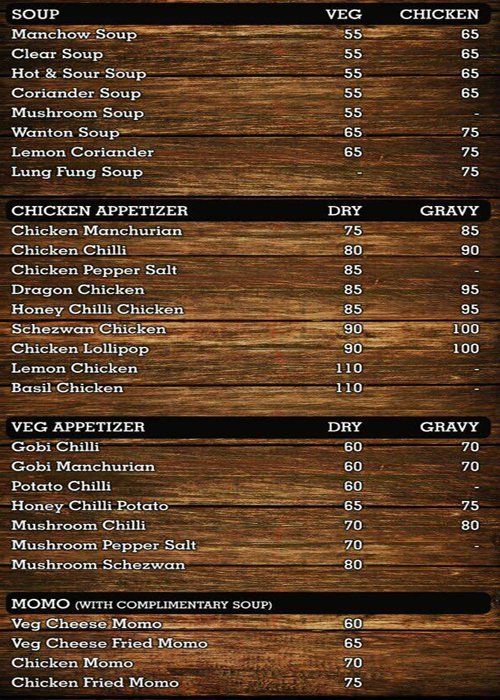 SOUP VEG CHICKEN
Manchow Soup 55 65
Clear Soup 55 65
Hot & Sour Soup 55 65
Coriander Soup 55 65
Mushroom Soup 55 -
Wanton Soup 65 75
Lemon Coriander 65 75
Lung Fung Soup - 75
CHICKEN APPETIZER DRY GRAVY
Chicken Manchurian 75 85
Chicken Chilli 80 90
Chicken Pepper Salt 85 -
Dragon Chicken 85 95
Honey Chilli Chicken 85 95
Schezwan Chicken 90 100
Chicken Lollipop 90 100
Lemon Chicken 110 -
Basil Chicken 110 -
VEG APPETIZER DRY GRAVY
Gobi Chilli 60 70
Gobi Manchurian 60 70
Potato Chilli 60 -
Honey Chilli Potato 65 75
Mushroom Chilli 70 80
Mushroom Pepper Salt 70 -
Mushroom Schezwan 80
MOMO (WITH COMPLIMENTARY SOUP)
Veg Cheese Momo 60
Veg Cheese Fried Momo 65
Chicken Momo 70
Chicken Fried Momo 75